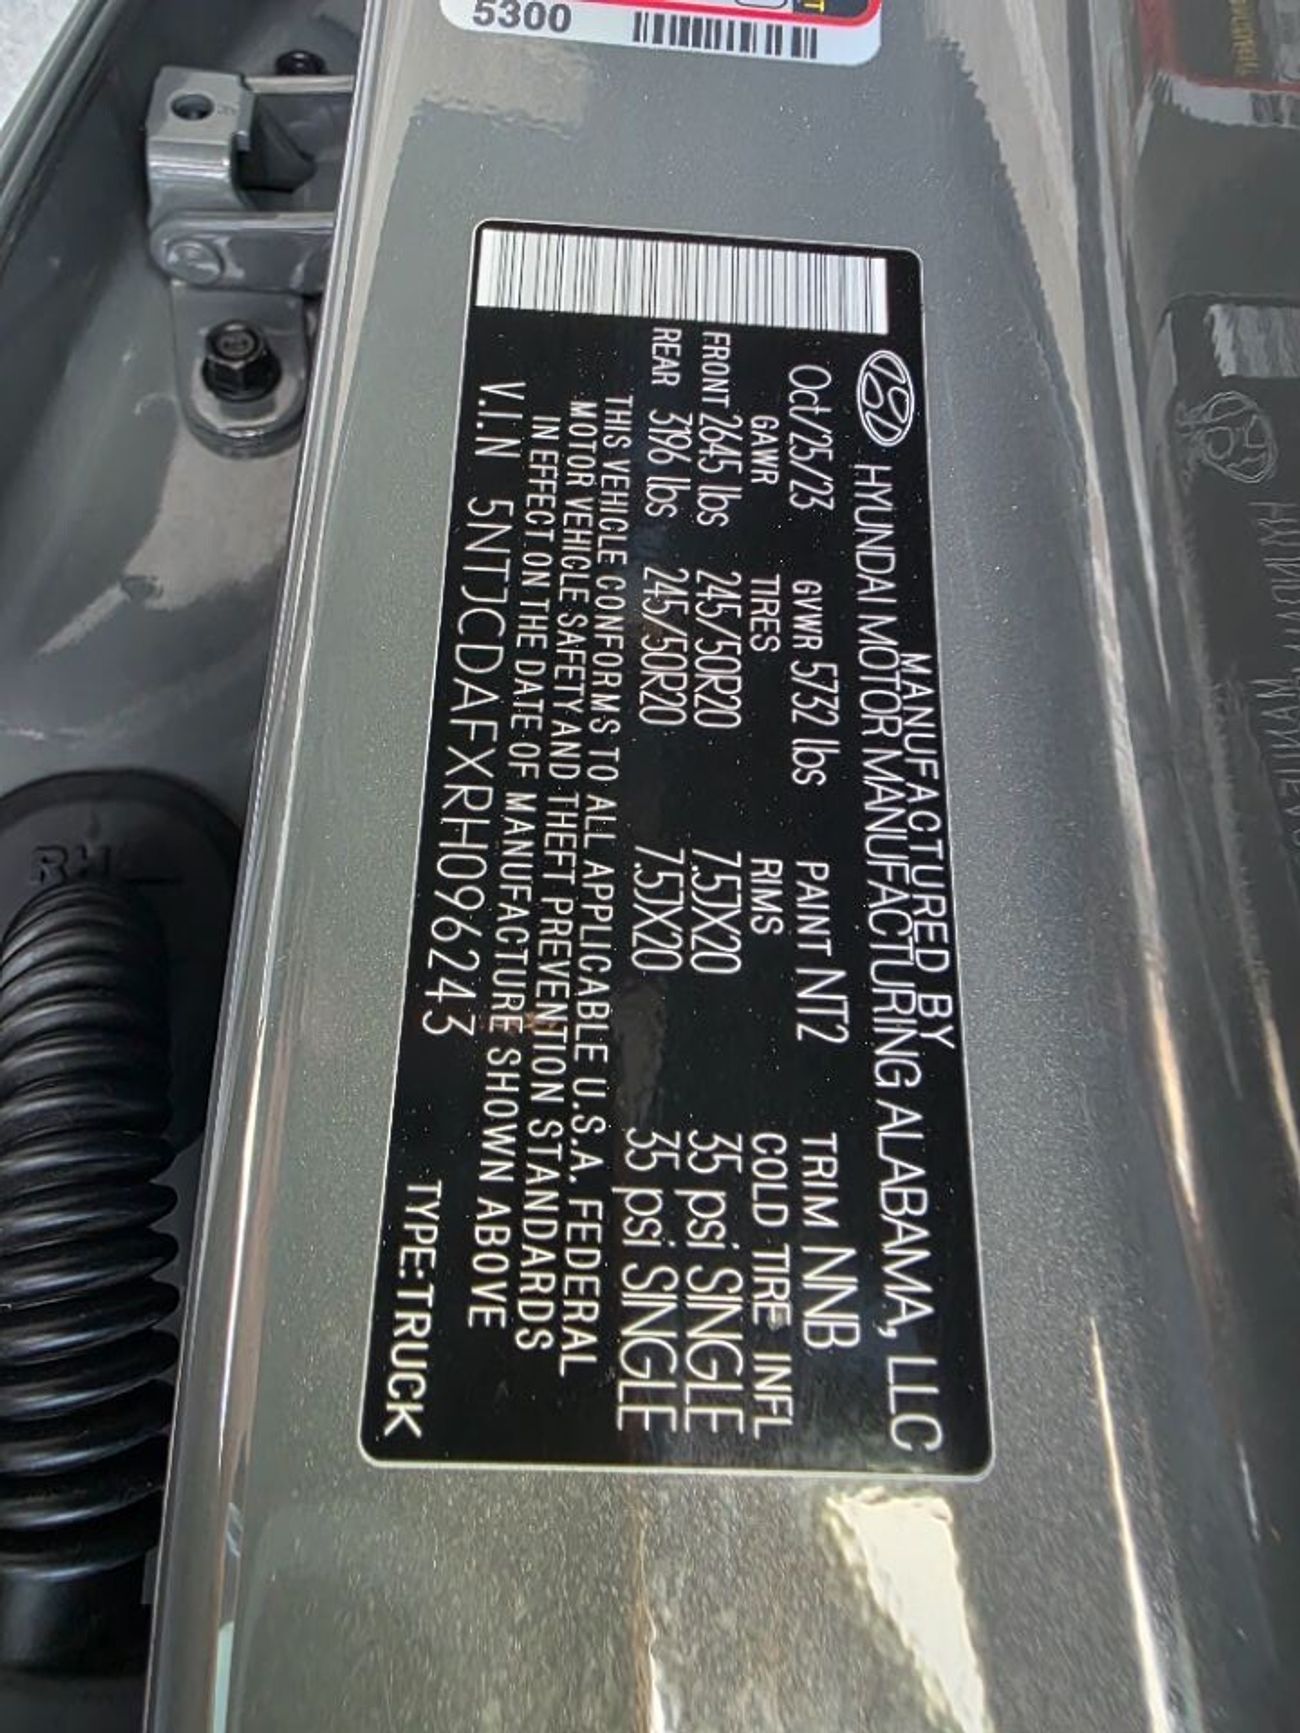 5300
MANUFACTURED BY
HYUNDAI MOTOR MANUFACTURING ALABAMA, LLC
Oct/25/23 GVWR 5732 lbs PAINT NT2 TRIM NNB
GAWR TIRES RIMS COLD TIRE INFL
FRONT 2645 lbs 245/50R20 7.5JX20 35 psi SINGLE
REAR 3196 lbs 245/50R20 7.5JX20 35 psi SINGLE
THIS VEHICLE CONFORMS TO ALL APPLICABLE U.S.A. FEDERAL
MOTOR VEHICLE SAFETY AND THEFT PREVENTION STANDARDS
IN EFFECT ON THE DATE OF MANUFACTURE SHOWN ABOVE
V.I.N 5NTJCDAFXRH096243 TYPE:TRUCK
RH